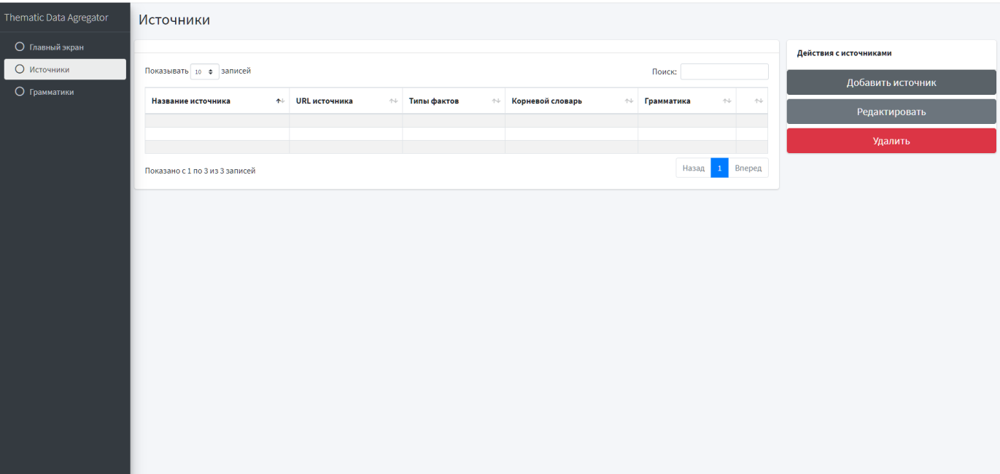 Thematic Data Agregator
Главный экран
Источники
Грамматики
Источники
Показывать 10 записей
Поиск:
Название источника URL источника Типы фактов Корневой словарь Грамматика
Показано с 1 по 3 из 3 записей
Назад 1 Вперед
Действия с источниками
Добавить источник
Редактировать
Удалить